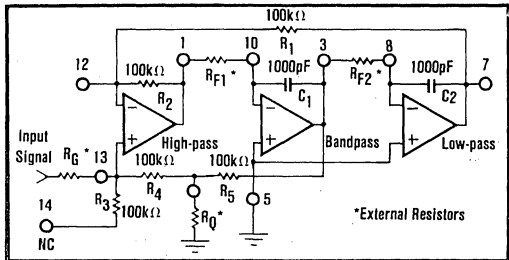 100kΩ
R1
12
1
10
3
8
7
100kΩ
R2
RF1*
1000pF
C1
RF2*
1000pF
C2
−
+
−
+
−
+
High-pass
Bandpass
Low-pass
Input
Signal
RG*
13
100kΩ
R4
100kΩ
R5
14
NC
R3
100kΩ
RQ*
5
*External Resistors